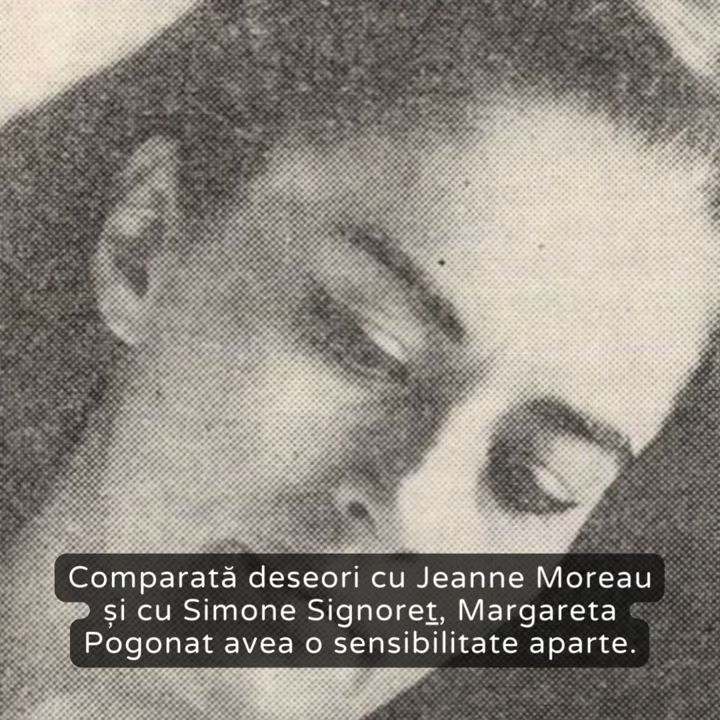 Comparată deseori cu Jeanne Moreau
și cu Simone Signoret, Margareta
Pogonat avea o sensibilitate aparte.